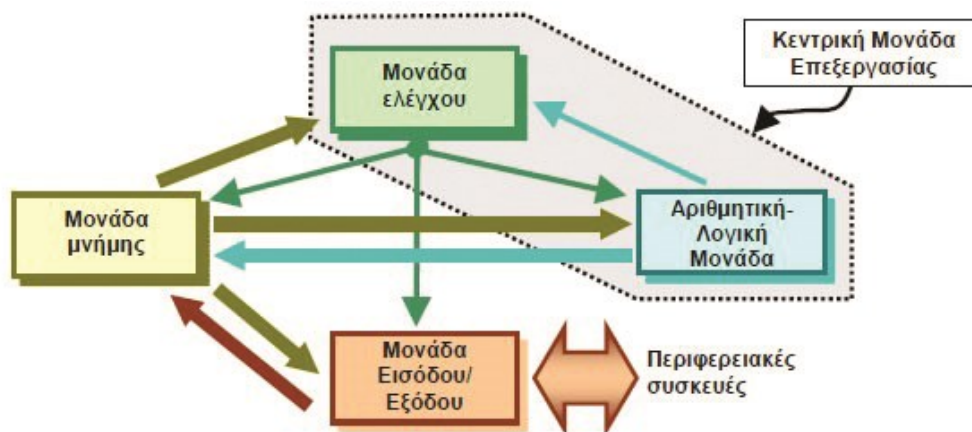 Κεντρική Μονάδα
Επεξεργασίας
Μονάδα
ελέγχου
Μονάδα
μνήμης
Αριθμητική-
Λογική
Μονάδα
Μονάδα
Εισόδου/
Εξόδου
Περιφερειακές
συσκευές